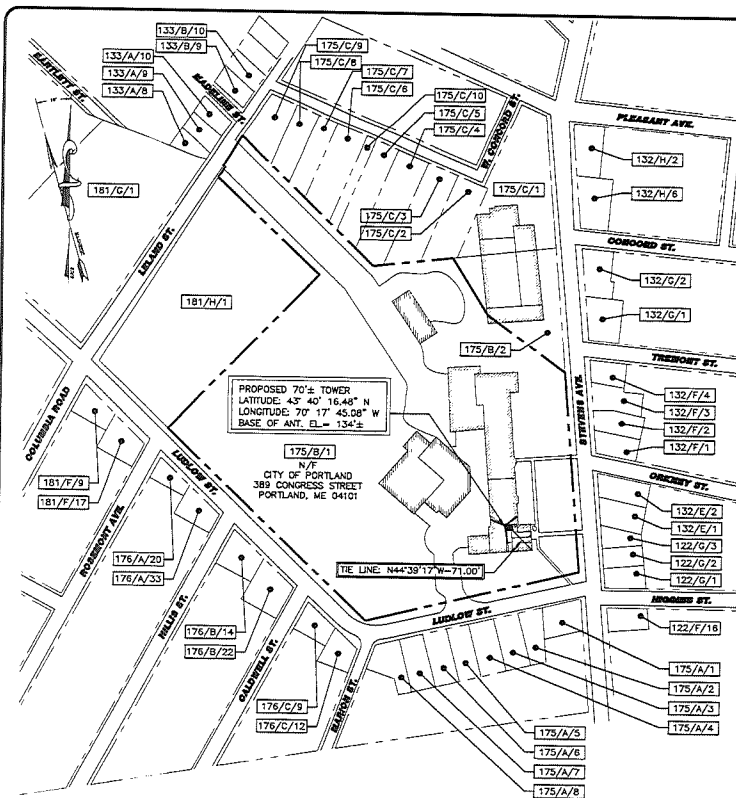 133/B/10
133/B/9
133/A/10
133/A/9
133/A/8
BARTLETT ST.
MADELINE ST.
175/C/9
175/C/8
175/C/7
175/C/6
175/C/10
175/C/5
175/C/4
W. CONCORD ST.
PLEASANT AVE.
132/H/2
132/H/6
181/G/1
LELAND ST.
175/C/3
175/C/2
175/C/1
CONCORD ST.
132/G/2
132/G/1
181/H/1
175/B/2
STEVENS AVE.
TREMONT ST.
132/F/4
132/F/3
132/F/2
132/F/1
COLUMBIA ROAD
PROPOSED 70'± TOWER
LATITUDE: 43° 40' 16.48" N
LONGITUDE: 70° 17' 45.08" W
BASE OF ANT. EL= 134'±
175/B/1
N/F
CITY OF PORTLAND
389 CONGRESS STREET
PORTLAND, ME 04101
181/F/9
181/F/17
LUDLOW ST.
ROSEMONT AVE.
176/A/20
176/A/33
ORKNEY ST.
132/E/2
132/E/1
122/G/3
122/G/2
122/G/1
TIE LINE: N44°39'17"W-71.00'
HILLIS ST.
176/B/14
176/B/22
LUDLOW ST.
HIGGINS ST.
122/F/16
CALDWELL ST.
176/C/9
176/C/12
MARION ST.
175/A/1
175/A/2
175/A/3
175/A/4
175/A/5
175/A/6
175/A/7
175/A/8